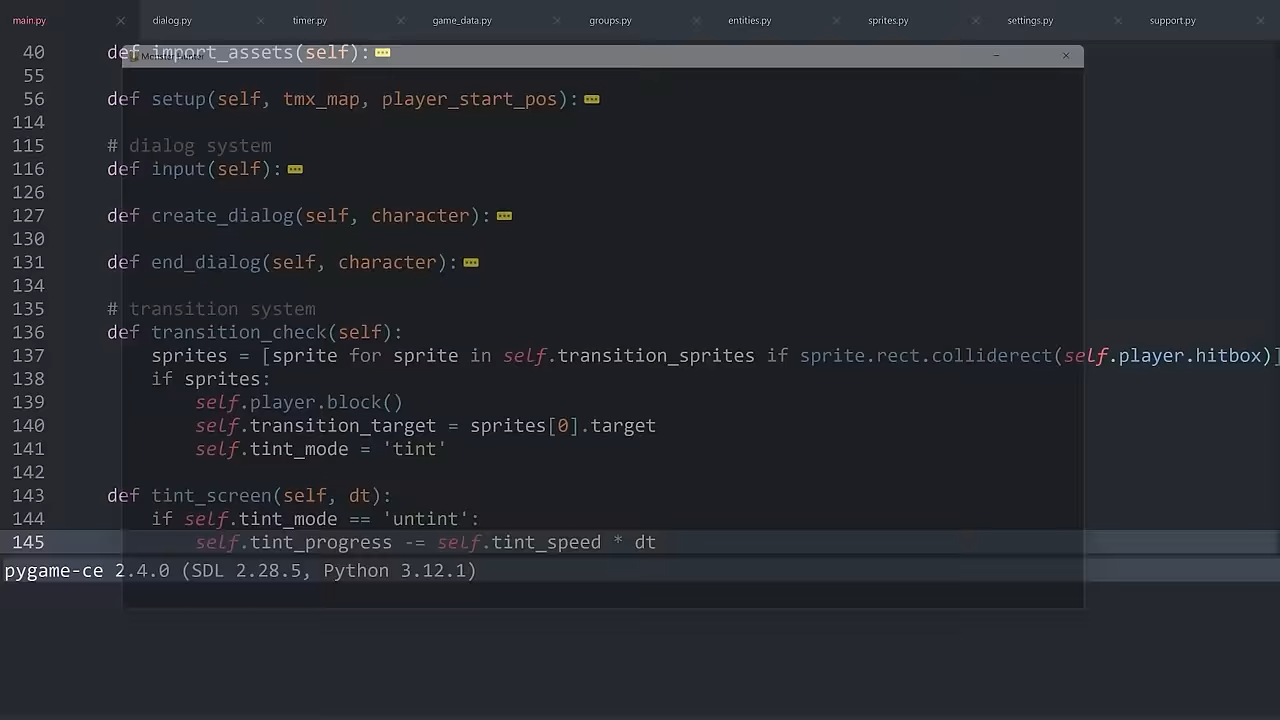 main.py dialog.py timer.py game_data.py groups.py entities.py sprites.py settings.py support.py
40 def import_assets(self):
55
56 def setup(self, tmx_map, player_start_pos):
114
115 # dialog system
116 def input(self):
126
127 def create_dialog(self, character):
130
131 def end_dialog(self, character):
134
135 # transition system
136 def transition_check(self):
137 sprites = [sprite for sprite in self.transition_sprites if sprite.rect.colliderect(self.player.hitbox)]
138 if sprites:
139 self.player.block()
140 self.transition_target = sprites[0].target
141 self.tint_mode = 'tint'
142
143 def tint_screen(self, dt):
144 if self.tint_mode == 'untint':
145 self.tint_progress -= self.tint_speed * dt
pygame-ce 2.4.0 (SDL 2.28.5, Python 3.12.1)